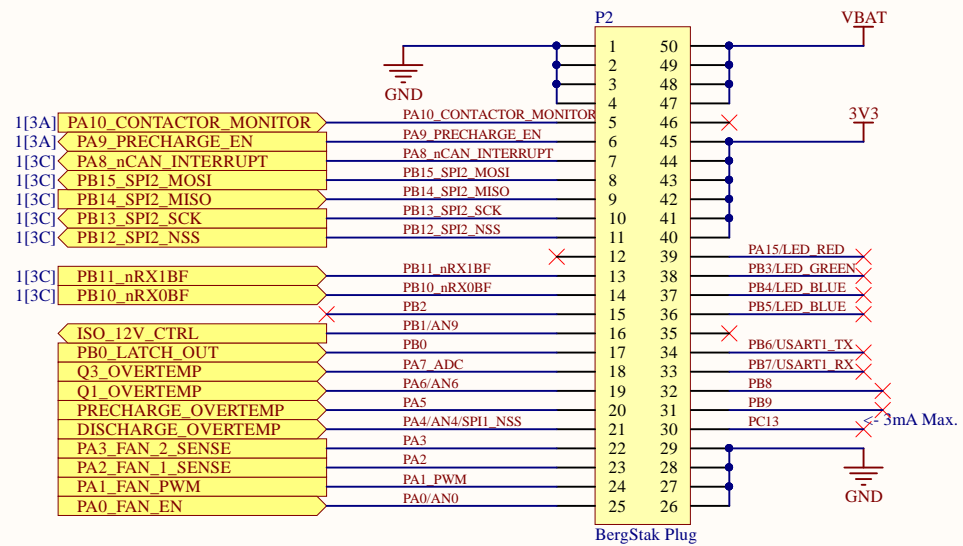 P2
VBAT
1 50
2 49
3 48
GND
4 47
1[3A] PA10_CONTACTOR_MONITOR PA10_CONTACTOR_MONITOR 5 46 3V3
1[3A] PA9_PRECHARGE_EN PA9_PRECHARGE_EN 6 45
1[3C] PA8_nCAN_INTERRUPT PA8_nCAN_INTERRUPT 7 44
1[3C] PB15_SPI2_MOSI PB15_SPI2_MOSI 8 43
1[3C] PB14_SPI2_MISO PB14_SPI2_MISO 9 42
1[3C] PB13_SPI2_SCK PB13_SPI2_SCK 10 41
1[3C] PB12_SPI2_NSS PB12_SPI2_NSS 11 40
12 39 PA15/LED_RED
1[3C] PB11_nRX1BF PB11_nRX1BF 13 38 PB3/LED_GREEN
1[3C] PB10_nRX0BF PB10_nRX0BF 14 37 PB4/LED_BLUE
PB2 15 36 PB5/LED_BLUE
ISO_12V_CTRL PB1/AN9 16 35
PB0_LATCH_OUT PB0 17 34 PB6/USART1_TX
Q3_OVERTEMP PA7_ADC 18 33 PB7/USART1_RX
Q1_OVERTEMP PA6/AN6 19 32 PB8
PRECHARGE_OVERTEMP PA5 20 31 PB9
DISCHARGE_OVERTEMP PA4/AN4/SPI1_NSS 21 30 PC13 <- 3mA Max.
PA3_FAN_2_SENSE PA3 22 29
PA2_FAN_1_SENSE PA2 23 28
PA1_FAN_PWM PA1_PWM 24 27 GND
PA0_FAN_EN PA0/AN0 25 26
BergStak Plug